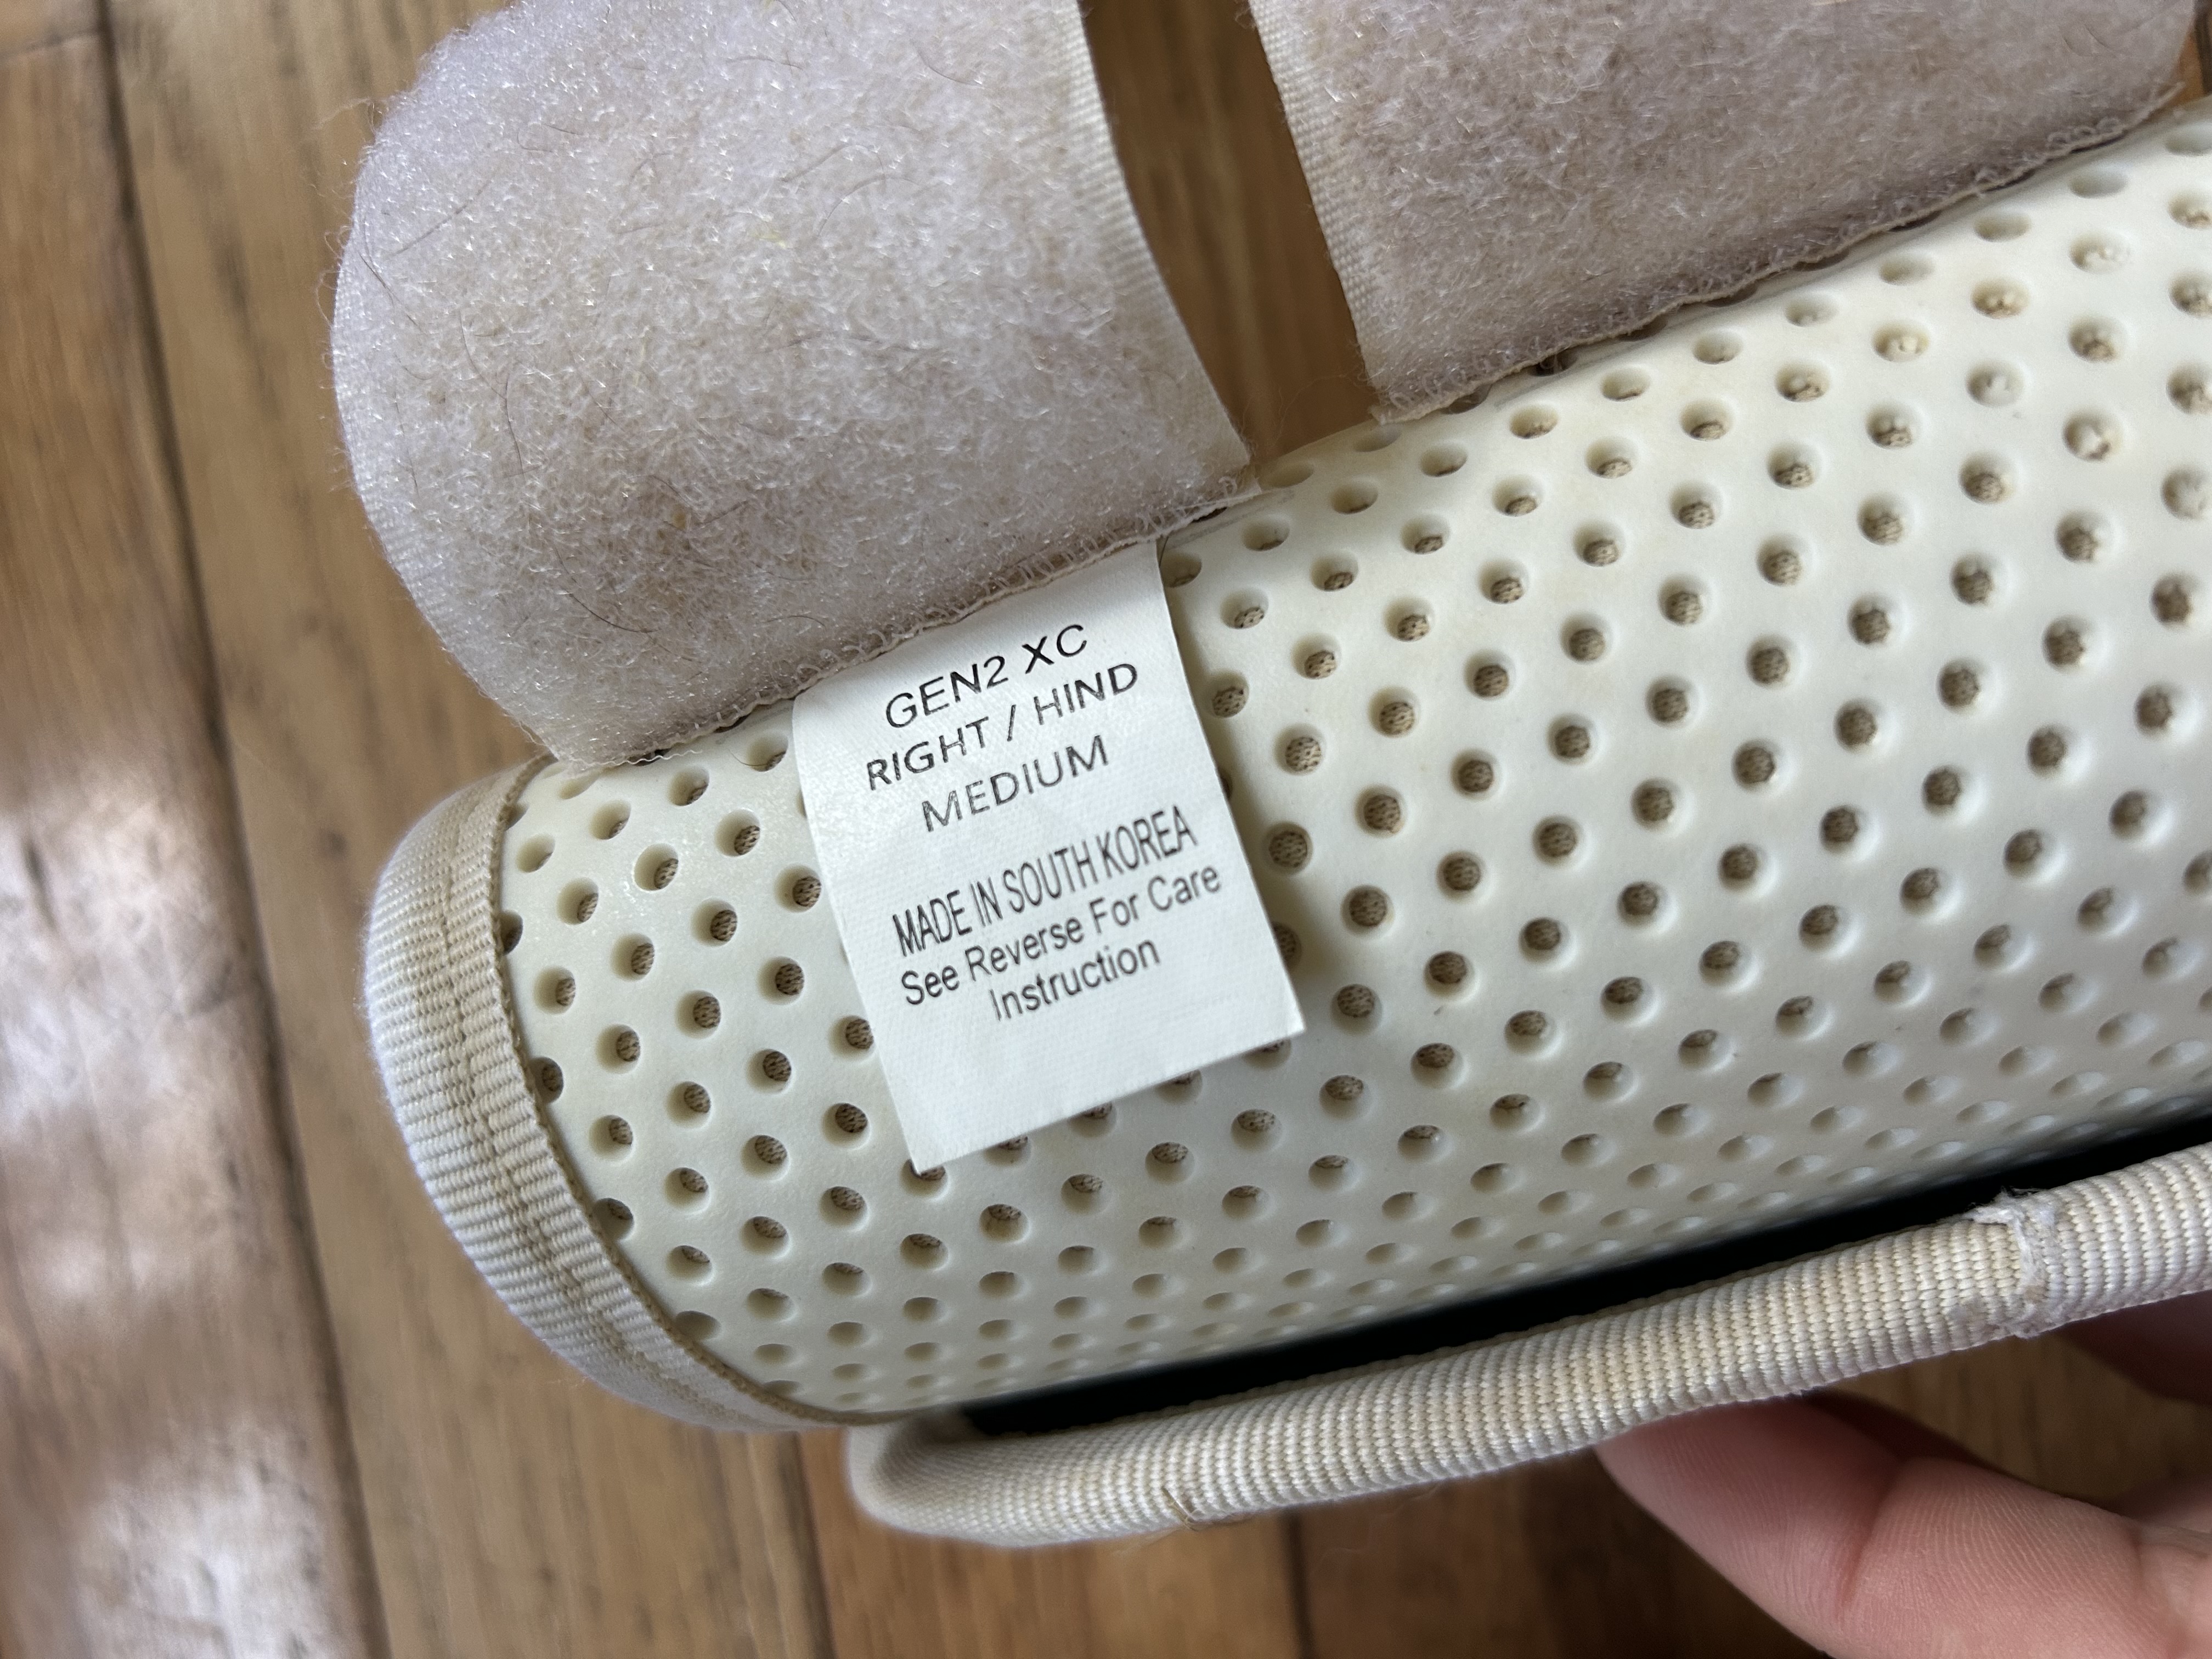 GEN2 XC
RIGHT / HIND
MEDIUM
MADE IN SOUTH KOREA
See Reverse For Care
Instruction